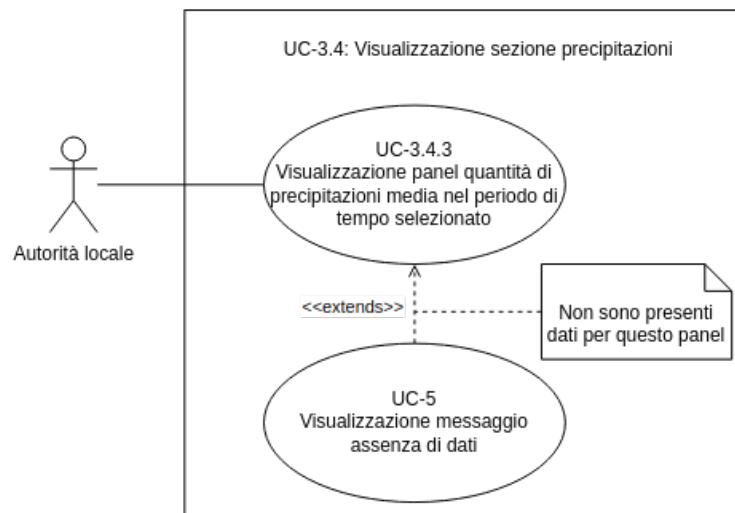 UC-3.4: Visualizzazione sezione precipitazioni
UC-3.4.3
Visualizzazione panel quantità di
precipitazioni media nel periodo di
tempo selezionato
Autorità locale
<<extends>>
Non sono presenti
dati per questo panel
UC-5
Visualizzazione messaggio
assenza di dati